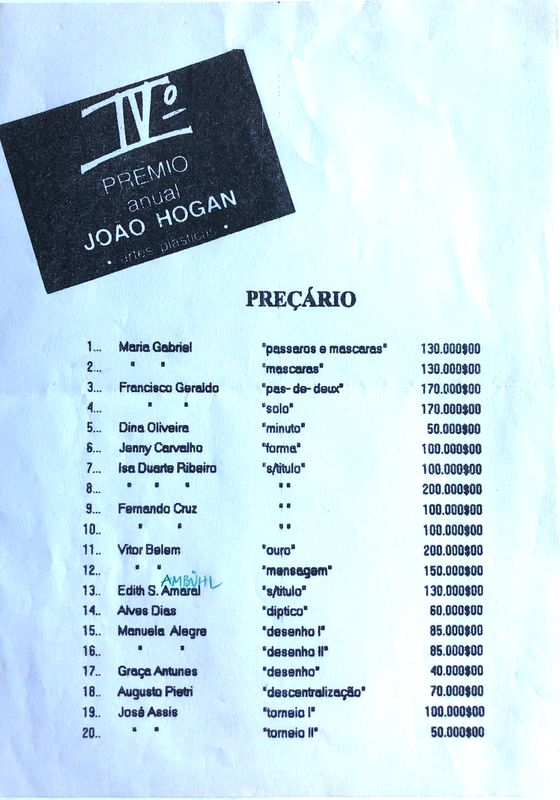 IVº
PREMIO
anual
JOÃO HOGAN
• artes plásticas •
PREÇÁRIO
1... Maria Gabriel "passaros e mascaras" 130.000$00
2... " " "mascaras" 130.000$00
3... Francisco Geraldo "pas-de-deux" 170.000$00
4... " " "solo" 170.000$00
5... Dina Oliveira "minuto" 50.000$00
6... Jenny Carvalho "forma" 100.000$00
7... Isa Duarte Ribeiro "s/titulo" 100.000$00
8... " " " " " 200.000$00
9... Fernando Cruz " " 100.000$00
10.. " " " " 100.000$00
11.. Vitor Belem "ouro" 200.000$00
12.. " " "mensagem" 150.000$00
AMBÜHL
13.. Edith S. Amaral "s/titulo" 130.000$00
14.. Alves Dias "diptico" 60.000$00
15.. Manuela Alegre "desenho I" 85.000$00
16.. " " "desenho II" 85.000$00
17.. Graça Antunes "desenho" 40.000$00
18.. Augusto Pietri "descentralização" 70.000$00
19.. José Assis "torneio I" 100.000$00
20.. " " "torneio II" 50.000$00